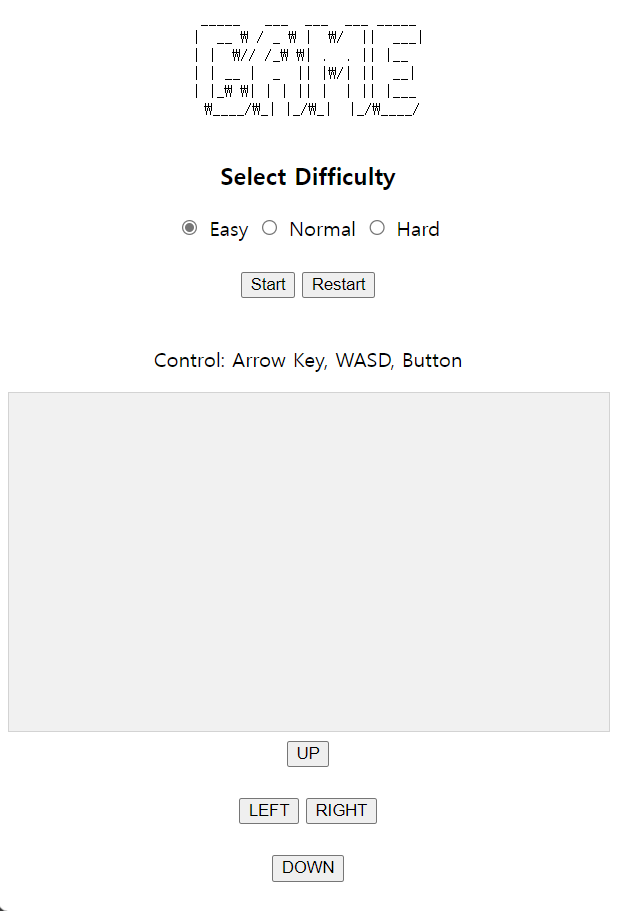 _____   ___  ___  ___ _____
|  __ ₩ / _ ₩ |  ₩/  ||  ___|
| |  ₩// /_₩ ₩| .  . || |__
| | __ |  _  || |₩/| ||  __|
| |_₩ ₩| | | || |  | || |___
 ₩____/₩_| |_/₩_|  |_/₩____/
Select Difficulty
Easy Normal Hard
Start Restart
Control: Arrow Key, WASD, Button
UP
LEFT RIGHT
DOWN